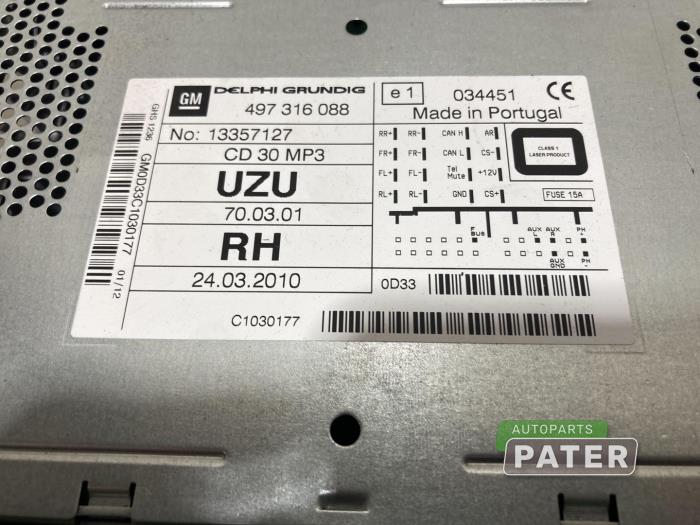 GM DELPHI GRUNDIG
497 316 088
e 1 034451 CE
Made in Portugal
GHS 1236
GM0D33C1030177
01/12
No: 13357127
CD 30 MP3
UZU
70.03.01
RH
24.03.2010
RR+ RR- CAN H AR
FR+ FR- CAN L CS-
FL+ FL- Tel Mute +12V
RL+ RL- GND CS+
CLASS 1
LASER PRODUCT
FUSE 15A
F BUS AUX L AUX R PH +
AUX GND PH -
0D33
C1030177
AUTOPARTS
PATER